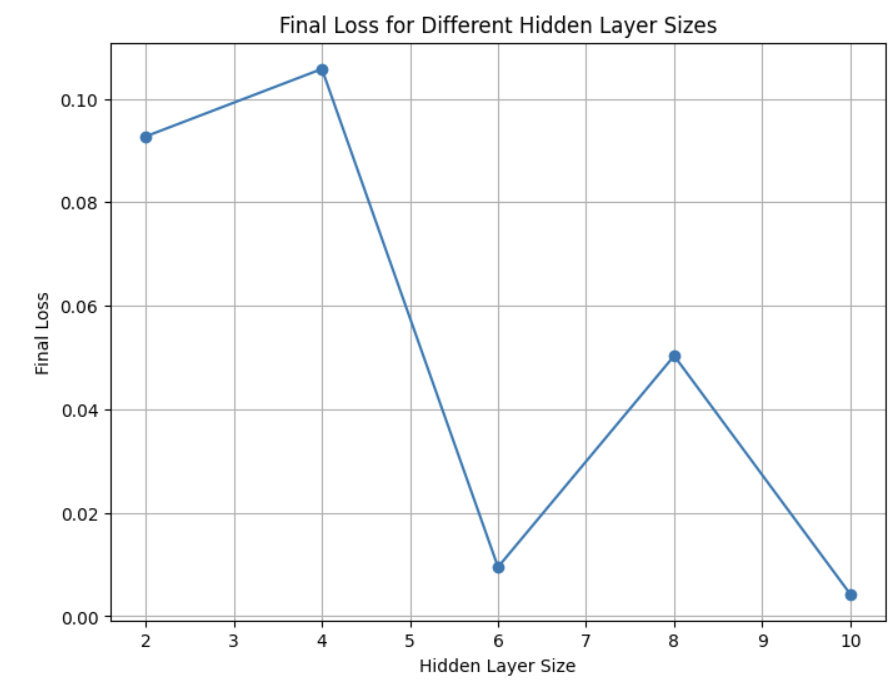 Final Loss for Different Hidden Layer Sizes
0.10
0.08
0.06
0.04
0.02
0.00
Final Loss
2 3 4 5 6 7 8 9 10
Hidden Layer Size